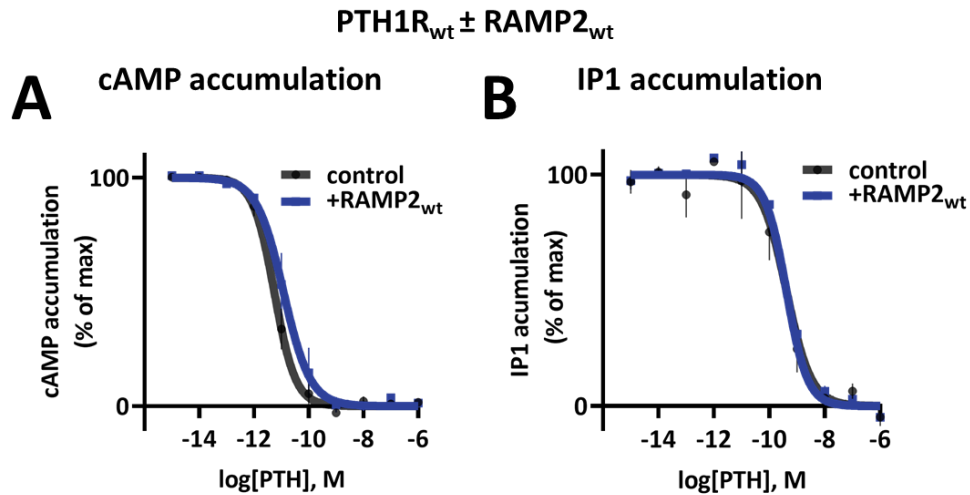 PTH1Rwt ± RAMP2wt
A cAMP accumulation
control
+RAMP2wt
100
0
cAMP accumulation
(% of max)
-14 -12 -10 -8 -6
log[PTH], M
B IP1 accumulation
control
+RAMP2wt
100
0
IP1 acumulation
(% of max)
-14 -12 -10 -8 -6
log[PTH], M